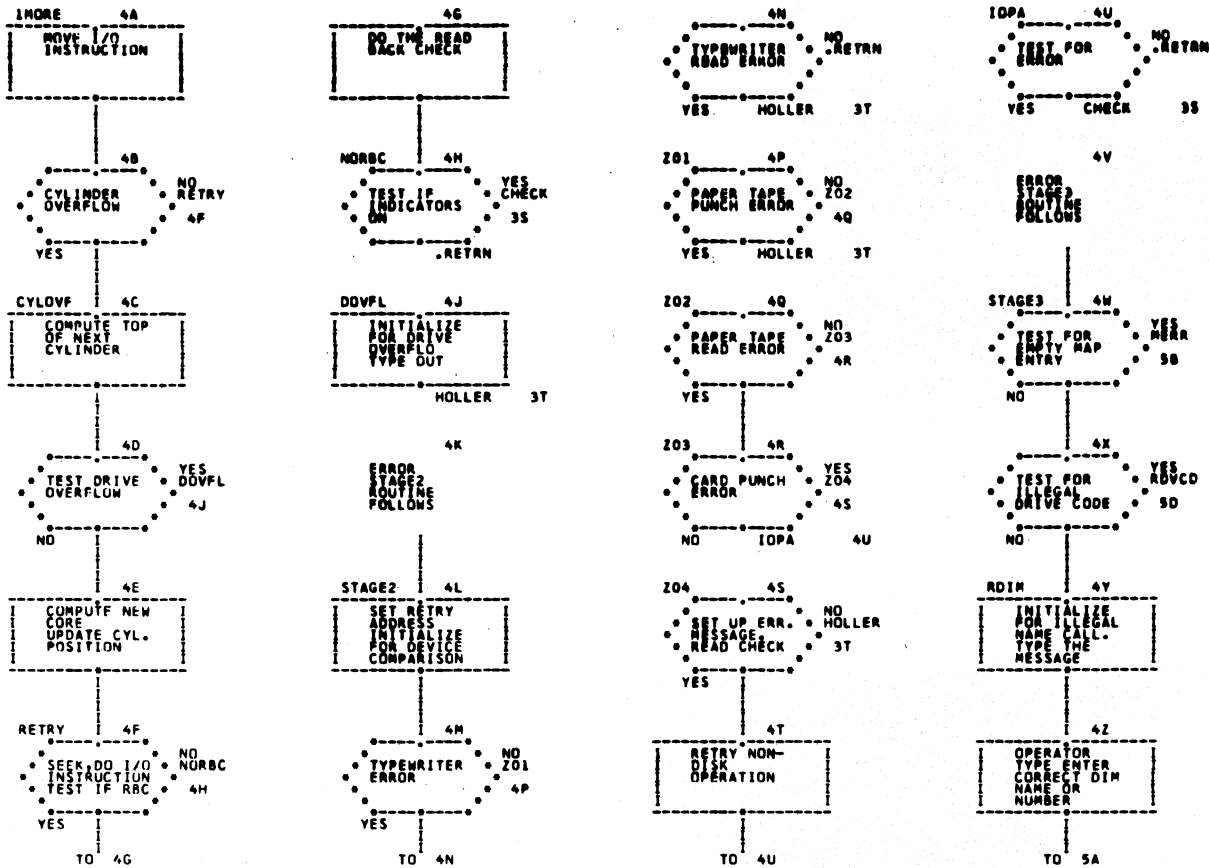 1MORE 4A
MOVE I/O
INSTRUCTION
4B
CYLINDER
OVERFLOW
NO
RETRY
4F
YES
CYLOVF 4C
COMPUTE TOP
OF NEXT
CYLINDER
4D
TEST DRIVE
OVERFLOW
YES
DOVFL
4J
NO
4E
COMPUTE NEW
CORE
UPDATE CYL.
POSITION
RETRY 4F
SEEK,DO I/O
INSTRUCTION
TEST IF RBC
NO
NORBC
4H
YES
TO 4G
4G
DO THE READ
BACK CHECK
NORBC 4H
TEST IF
INDICATORS
ON
YES
CHECK
3S
.RETRN
DOVFL 4J
INITIALIZE
FOR DRIVE
OVERFLO
TYPE OUT
HOLLER 3T
4K
ERROR
STAGE2
ROUTINE
FOLLOWS
STAGE2 4L
SET RETRY
ADDRESS
INITIALIZE
FOR DEVICE
COMPARISON
4M
TYPEWRITER
ERROR
NO
Z01
4P
YES
TO 4N
4N
TYPEWRITER
READ ERROR
NO
.RETRN
YES HOLLER 3T
Z01 4P
PAPER TAPE
PUNCH ERROR
NO
Z02
4Q
YES HOLLER 3T
Z02 4Q
PAPER TAPE
READ ERROR
NO
Z03
4R
YES
Z03 4R
CARD PUNCH
ERROR
YES
Z04
4S
NO IOPA 4U
Z04 4S
SET UP ERR.
MESSAGE.
READ CHECK
NO
HOLLER
3T
YES
4T
RETRY NON-
DISK
OPERATION
TO 4U
IOPA 4U
TEST FOR
ERROR
NO
.RETRN
YES CHECK 3S
4V
ERROR
STAGE3
ROUTINE
FOLLOWS
STAGE3 4W
TEST FOR
EMPTY MAP
ENTRY
YES
MERR
5B
NO
4X
TEST FOR
ILLEGAL
DRIVE CODE
YES
RDVCD
5D
NO
RDIM 4Y
INITIALIZE
FOR ILLEGAL
NAME CALL.
TYPE THE
MESSAGE
4Z
OPERATOR
TYPE ENTER
CORRECT DIM
NAME OR
NUMBER
TO 5A